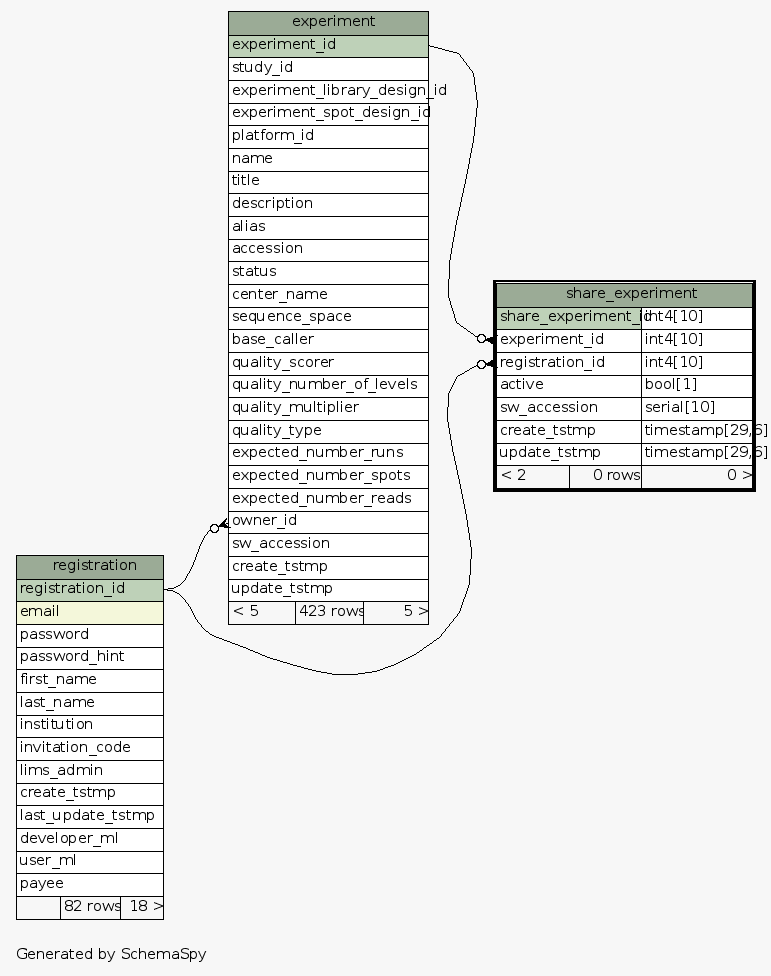 experiment
experiment_id
study_id
experiment_library_design_id
experiment_spot_design_id
platform_id
name
title
description
alias
accession
status
center_name
sequence_space
base_caller
quality_scorer
quality_number_of_levels
quality_multiplier
quality_type
expected_number_runs
expected_number_spots
expected_number_reads
owner_id
sw_accession
create_tstmp
update_tstmp
< 5 423 rows 5 >
share_experiment
share_experiment_id int4[10]
experiment_id int4[10]
registration_id int4[10]
active bool[1]
sw_accession serial[10]
create_tstmp timestamp[29,6]
update_tstmp timestamp[29,6]
< 2 0 rows 0 >
registration
registration_id
email
password
password_hint
first_name
last_name
institution
invitation_code
lims_admin
create_tstmp
last_update_tstmp
developer_ml
user_ml
payee
82 rows 18 >
Generated by SchemaSpy